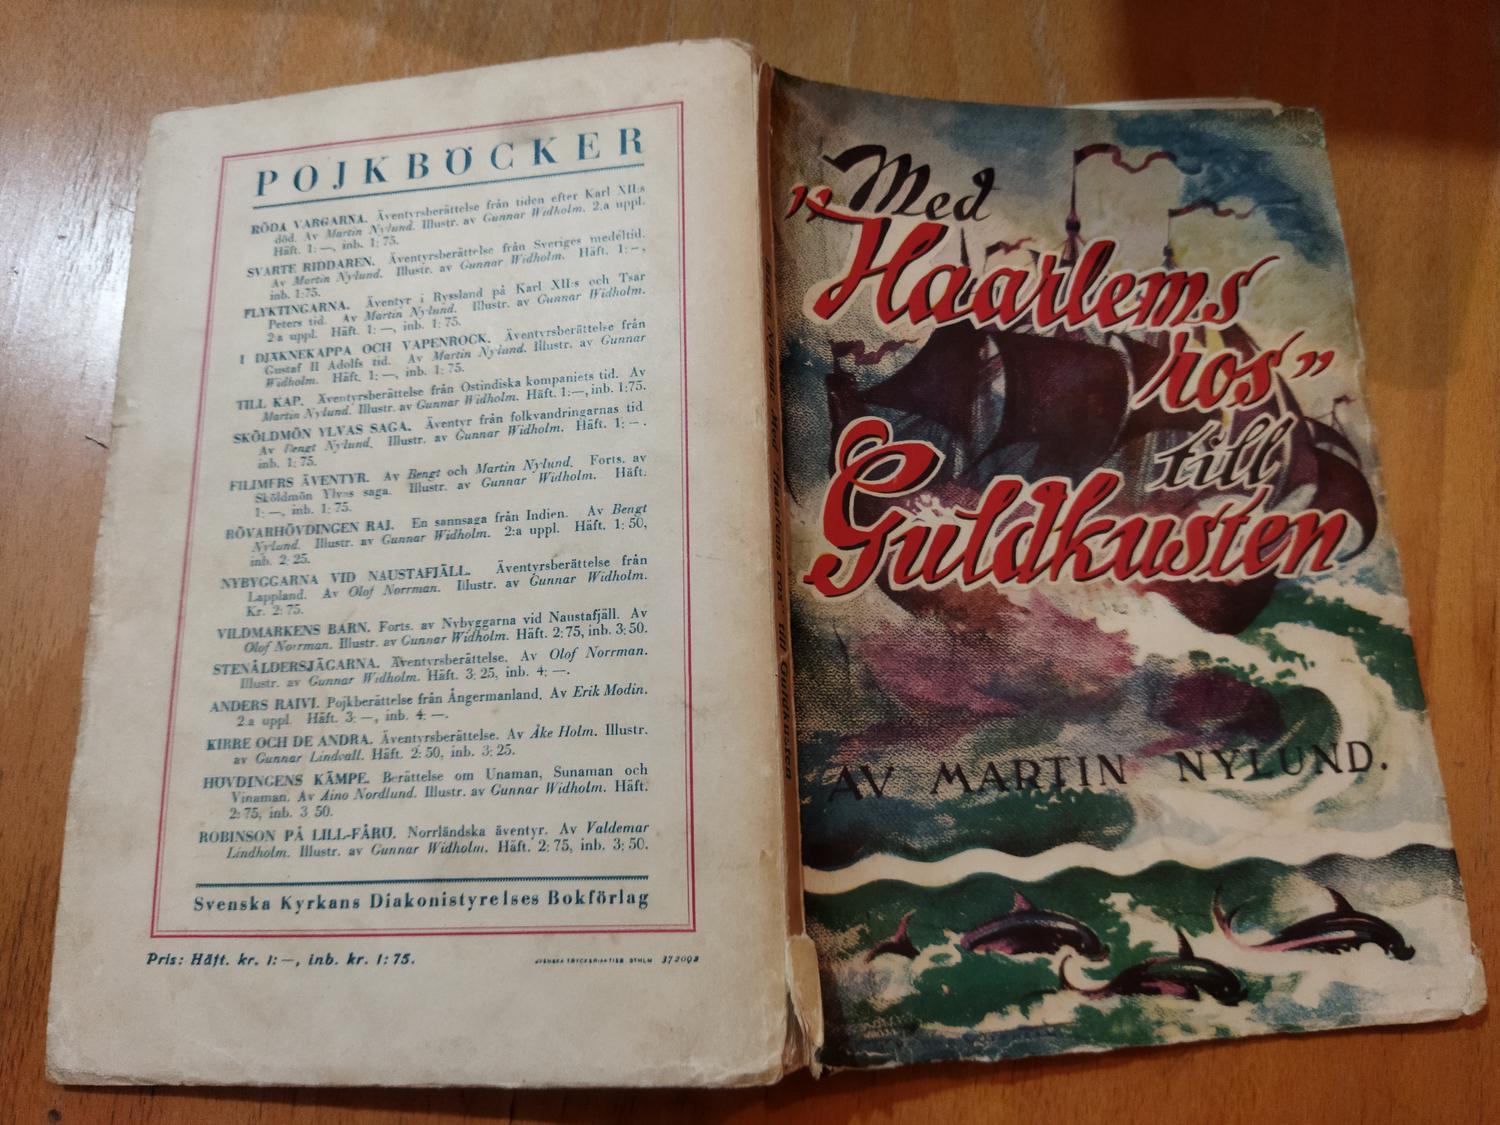 POJKBÖCKER
RÖDA VARGARNA. Äventyrsberättelse från tiden efter Karl XII:s
död. Av Martin Nylund. Illustr. av Gunnar Widholm. 2:a uppl.
Häft. 1: —, inb. 1: 75.
SVARTE RIDDAREN. Äventyrsberättelse från Sveriges medeltid.
Av Martin Nylund. Illustr. av Gunnar Widholm. Häft. 1: –,
inb. 1:75.
FLYKTINGARNA. Äventyr i Ryssland på Karl XII:s och Tsar
Peters tid. Av Martin Nylund. Illustr. av Gunnar Widholm.
2:a uppl. Häft. 1: —, inb. 1: 75.
I DJÄKNEKAPPA OCH VAPENROCK. Äventyrsberättelse från
Gustaf II Adolfs tid. Av Martin Nylund. Illustr. av Gunnar
Widholm. Häft. 1: —, inb. 1: 75.
TILL KAP. Äventyrsberättelse från Ostindiska kompaniets tid. Av
Martin Nylund. Illustr. av Gunnar Widholm. Häft. 1:—, inb. 1:75.
SKÖLDMÖN YLVAS SAGA. Äventyr från folkvandringarnas tid
Av Bengt Nylund. Illustr. av Gunnar Widholm. Häft. 1: — .
inb. 1: 75.
FILIMERS ÄVENTYR. Av Bengt och Martin Nylund. Forts. av
Sköldmön Ylvas saga. Illustr. av Gunnar Widholm. Häft.
1: —, inb. 1: 75.
RÖVARHÖVDINGEN RAJ. En sannsaga från Indien. Av Bengt
Nylund. Illustr. av Gunnar Widholm. 2:a uppl. Häft. 1: 50,
inb. 2: 25.
NYBYGGARNA VID NAUSTAFJÄLL. Äventyrsberättelse från
Lappland. Av Olof Norrman. Illustr. av Gunnar Widholm.
Kr. 2: 75.
VILDMARKENS BARN. Forts. av Nybyggarna vid Naustafjäll. Av
Olof Norrman. Illustr. av Gunnar Widholm. Häft. 2: 75, inb. 3: 50.
STENÅLDERSJÄGARNA. Äventyrsberättelse. Av Olof Norrman.
Illustr. av Gunnar Widholm. Häft. 3: 25, inb. 4: —.
ANDERS RAIVI. Pojkberättelse från Ångermanland. Av Erik Modin.
2:a uppl. Häft. 3: —, inb. 4: —.
KIRRE OCH DE ANDRA. Äventyrsberättelse. Av Åke Holm. Illustr.
av Gunnar Lindvall. Häft. 2: 50, inb. 3: 25.
HÖVDINGENS KÄMPE. Berättelse om Unaman, Sunaman och
Vinaman. Av Aino Nordlund. Illustr. av Gunnar Widholm. Häft.
2: 75, inb. 3: 50.
ROBINSON PÅ LILL-FÅRÖ. Norrländska äventyr. Av Valdemar
Lindholm. Illustr. av Gunnar Widholm. Häft. 2: 75, inb. 3: 50.
Svenska Kyrkans Diakonistyrelses Bokförlag
Pris: Häft. kr. 1: —, inb. kr. 1: 75.
SVENSKA TRYCKERIAKTIEB STHLM 372008
Martin Nylund: Med "Haarlems ros" till Guldkusten
Med
"Haarlems
ros"
till
Guldkusten
AV MARTIN NYLUND.